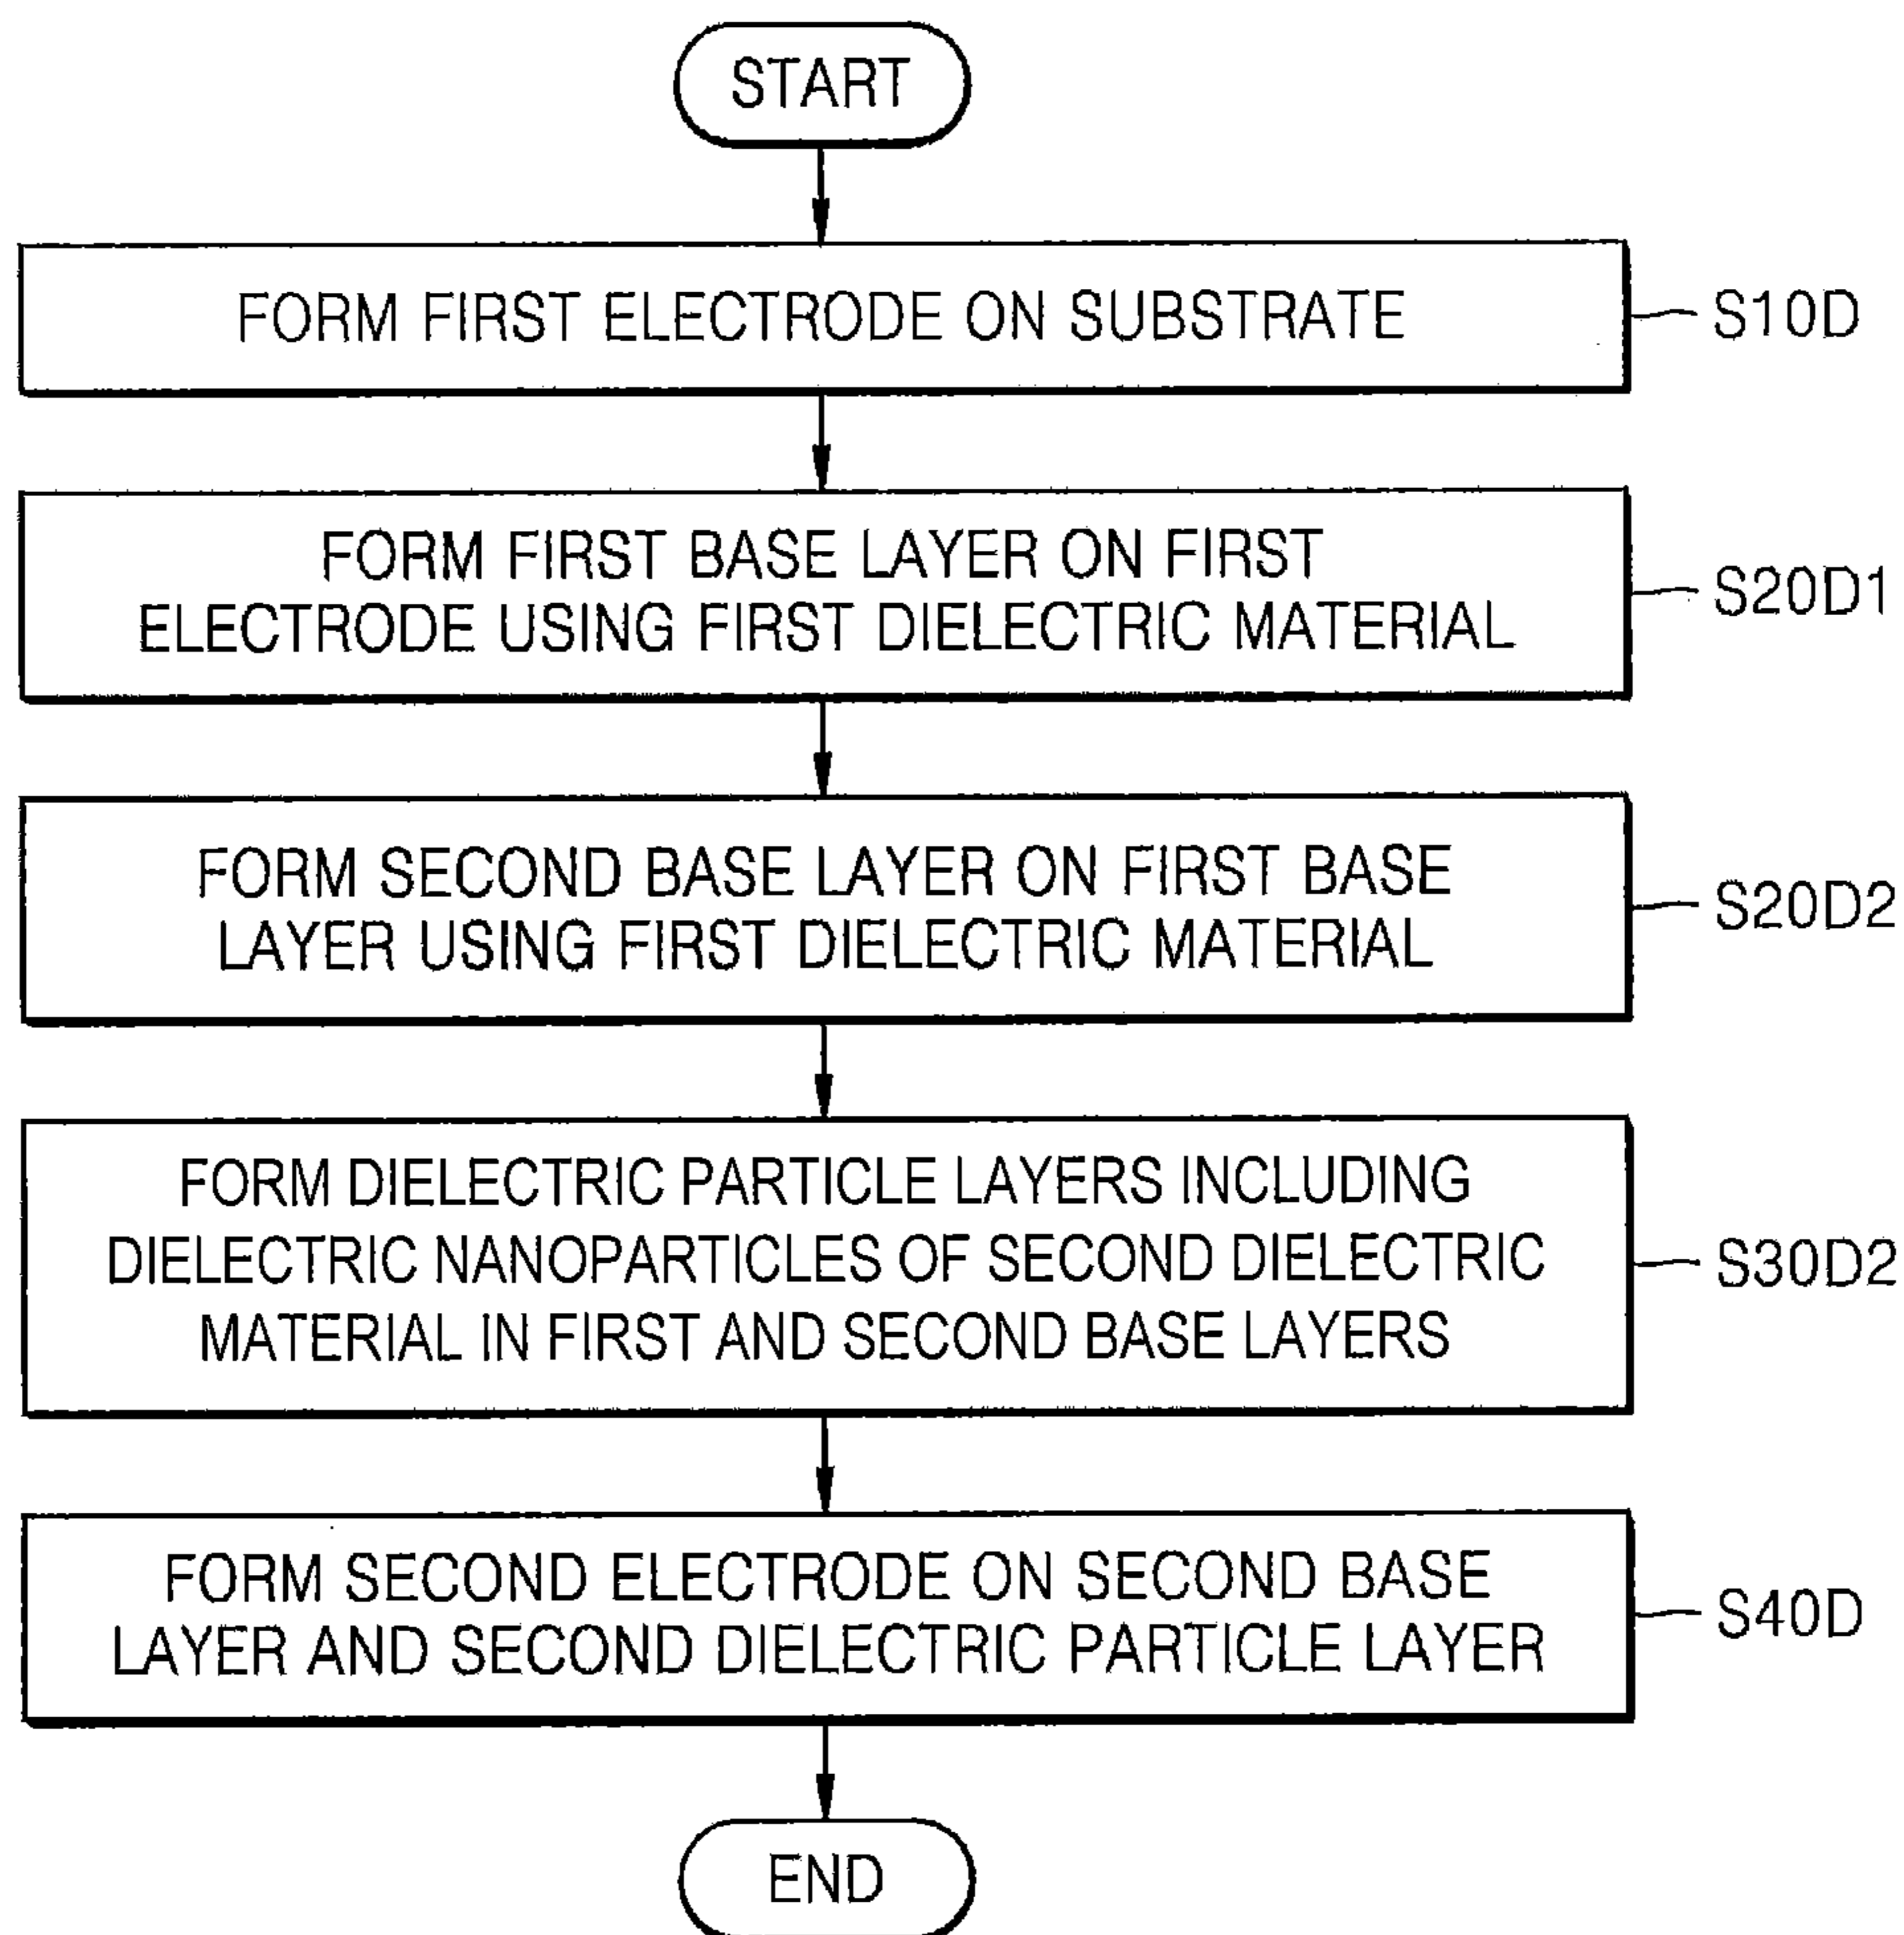 START
FORM FIRST ELECTRODE ON SUBSTRATE
S10D
FORM FIRST BASE LAYER ON FIRST
ELECTRODE USING FIRST DIELECTRIC MATERIAL
S20D1
FORM SECOND BASE LAYER ON FIRST BASE
LAYER USING FIRST DIELECTRIC MATERIAL
S20D2
FORM DIELECTRIC PARTICLE LAYERS INCLUDING
DIELECTRIC NANOPARTICLES OF SECOND DIELECTRIC
MATERIAL IN FIRST AND SECOND BASE LAYERS
S30D2
FORM SECOND ELECTRODE ON SECOND BASE
LAYER AND SECOND DIELECTRIC PARTICLE LAYER
S40D
END